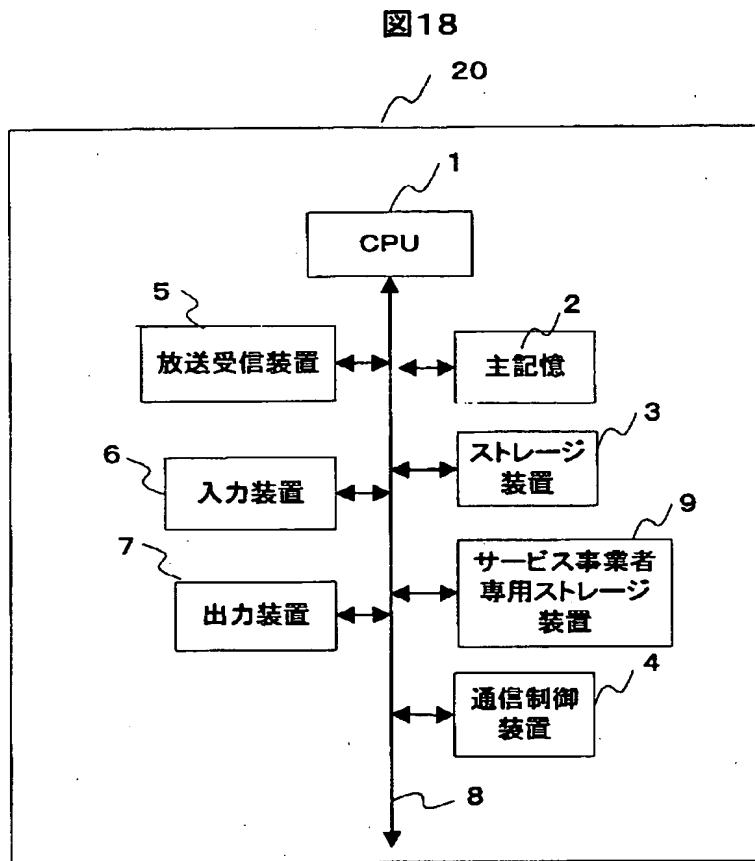 図18
20
1
CPU
5
放送受信装置
2
主記憶
3
ストレージ
装置
6
入力装置
9
サービス事業者
専用ストレージ
装置
7
出力装置
4
通信制御
装置
8